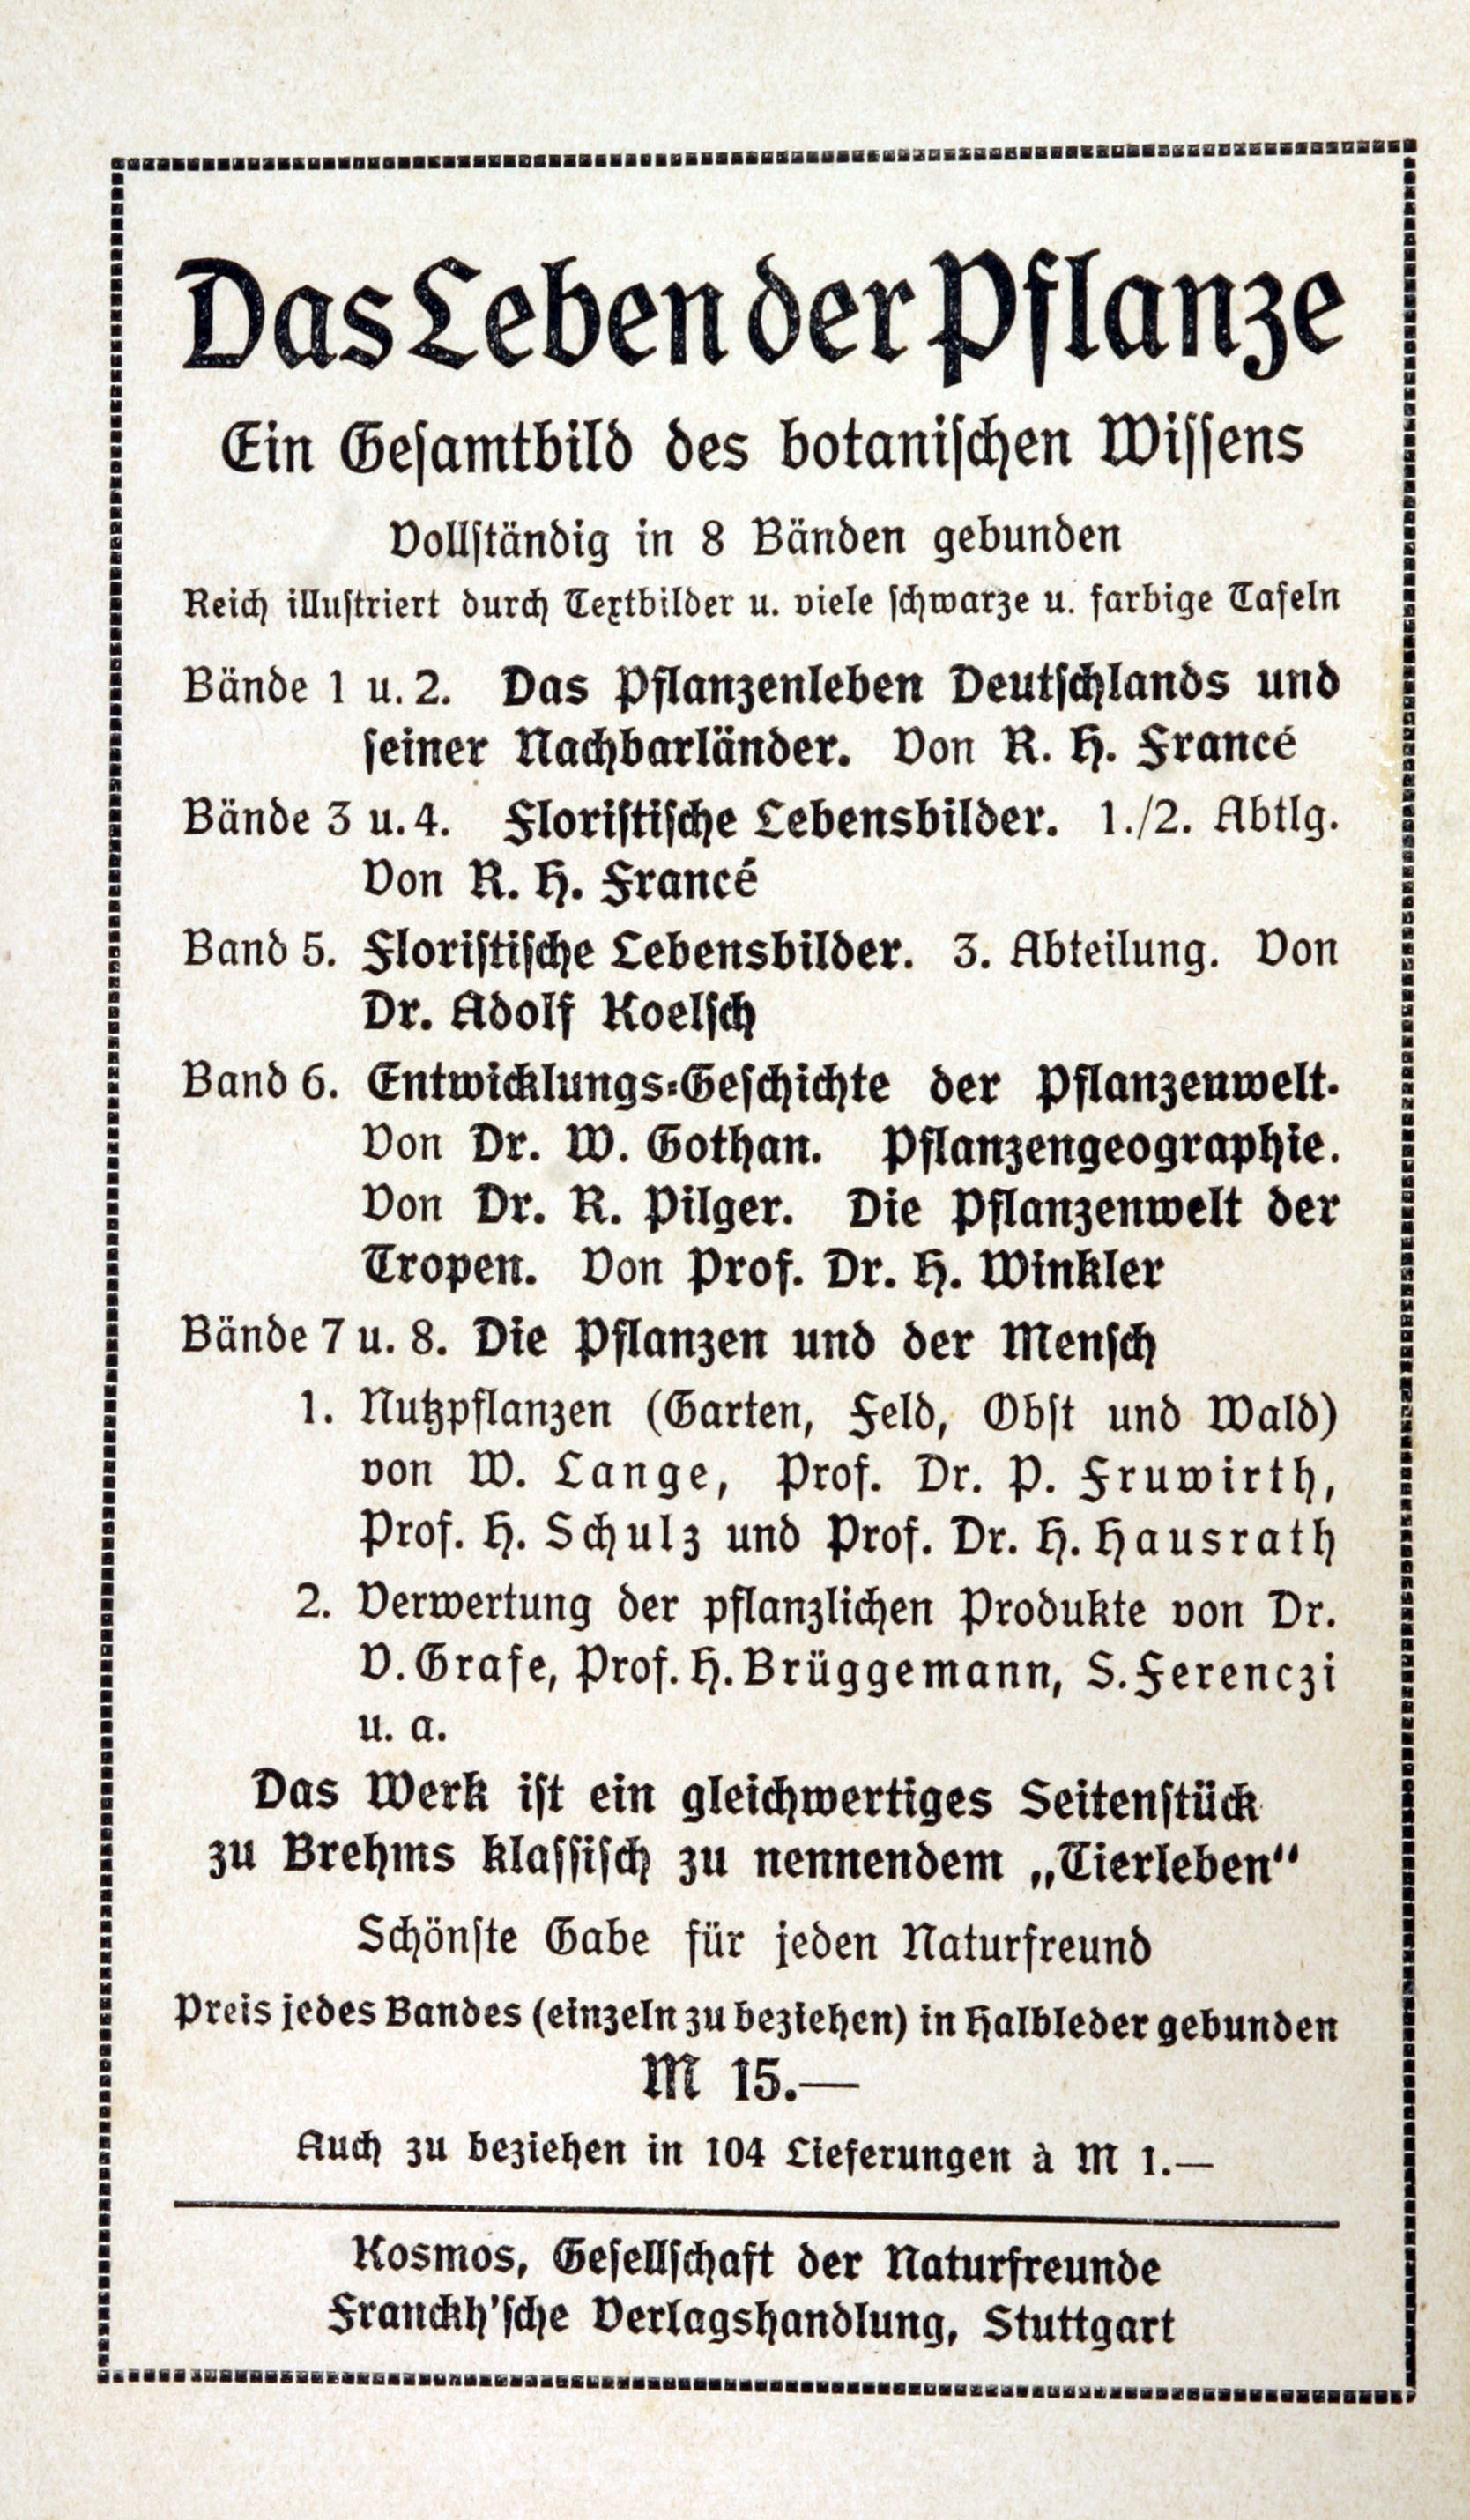 Das Leben der Pflanze
Ein Gesamtbild des botanischen Wissens
Vollständig in 8 Bänden gebunden
Reich illustriert durch Textbilder u. viele schwarze u. farbige Tafeln
Bände 1 u. 2. Das Pflanzenleben Deutschlands und
seiner Nachbarländer. Von R. H. Francé
Bände 3 u. 4. Floristische Lebensbilder. 1./2. Abtlg.
Von R. H. Francé
Band 5. Floristische Lebensbilder. 3. Abteilung. Von
Dr. Adolf Koelsch
Band 6. Entwicklungs-Geschichte der Pflanzenwelt.
Von Dr. W. Gothan. Pflanzengeographie.
Von Dr. R. Pilger. Die Pflanzenwelt der
Tropen. Von Prof. Dr. H. Winkler
Bände 7 u. 8. Die Pflanzen und der Mensch
1. Nutzpflanzen (Garten, Feld, Obst und Wald)
von W. Lange, Prof. Dr. P. Fruwirth,
Prof. H. Schulz und Prof. Dr. H. Hausrath
2. Verwertung der pflanzlichen Produkte von Dr.
V. Grafe, Prof. H. Brüggemann, S. Ferenczi
u. a.
Das Werk ist ein gleichwertiges Seitenstück
zu Brehms klassisch zu nennendem „Tierleben“
Schönste Gabe für jeden Naturfreund
Preis jedes Bandes (einzeln zu beziehen) in Halbleder gebunden
M 15.—
Auch zu beziehen in 104 Lieferungen à M 1.—
Kosmos, Gesellschaft der Naturfreunde
Franckh'sche Verlagshandlung, Stuttgart